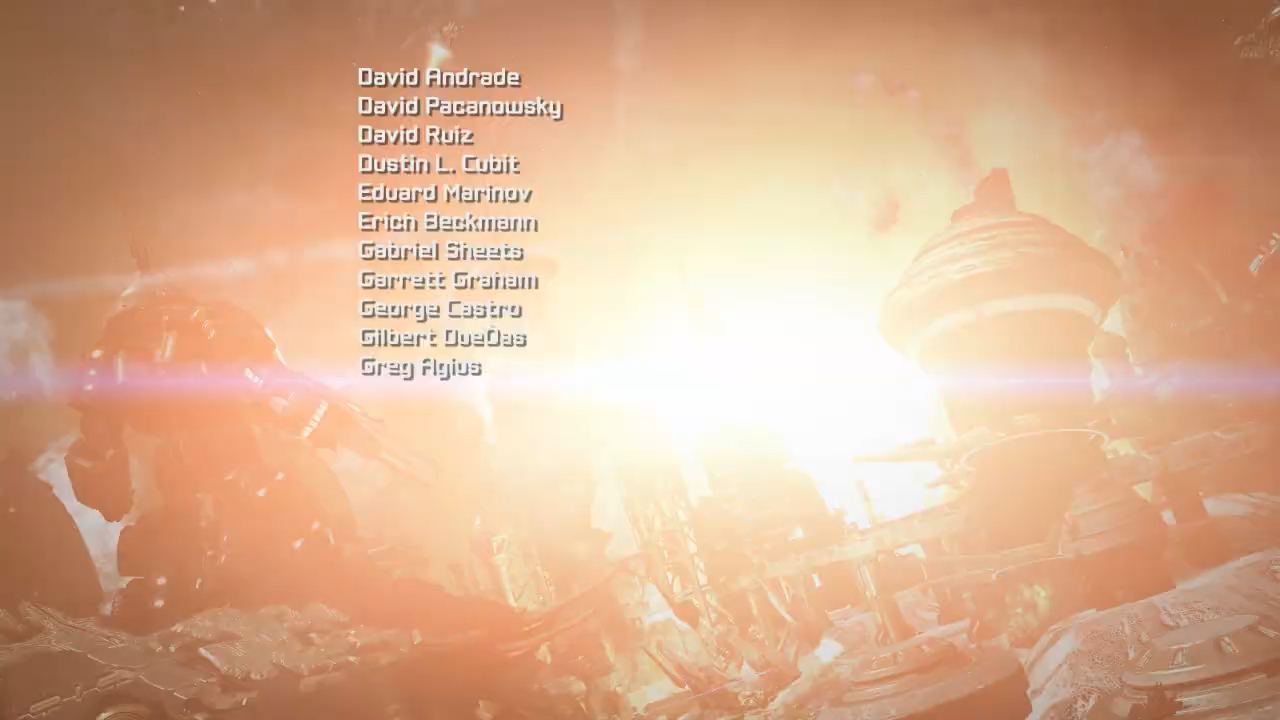 David Andrade
David Pacanowsky
David Ruiz
Dustin L. Cubit
Eduard Marinov
Erich Beckmann
Gabriel Sheets
Garrett Graham
George Castro
Gilbert DueDas
Greg Agius